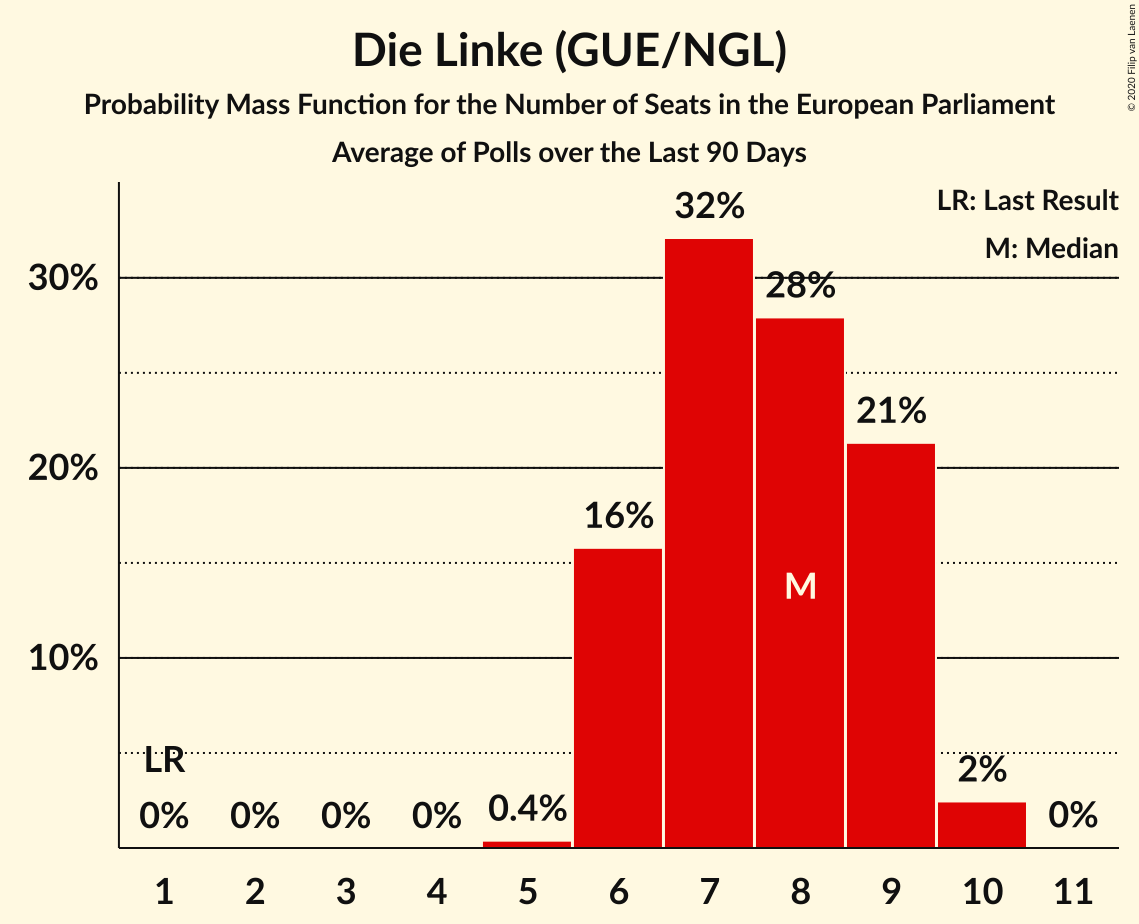 Die Linke (GUE/NGL)
Probability Mass Function for the Number of Seats in the European Parliament
Average of Polls over the Last 90 Days
© 2020 Filip van Laenen
LR: Last Result
M: Median
30%
20%
10%
LR
0%
0%
0%
0%
0.4%
16%
32%
28%
M
21%
2%
0%
1 2 3 4 5 6 7 8 9 10 11